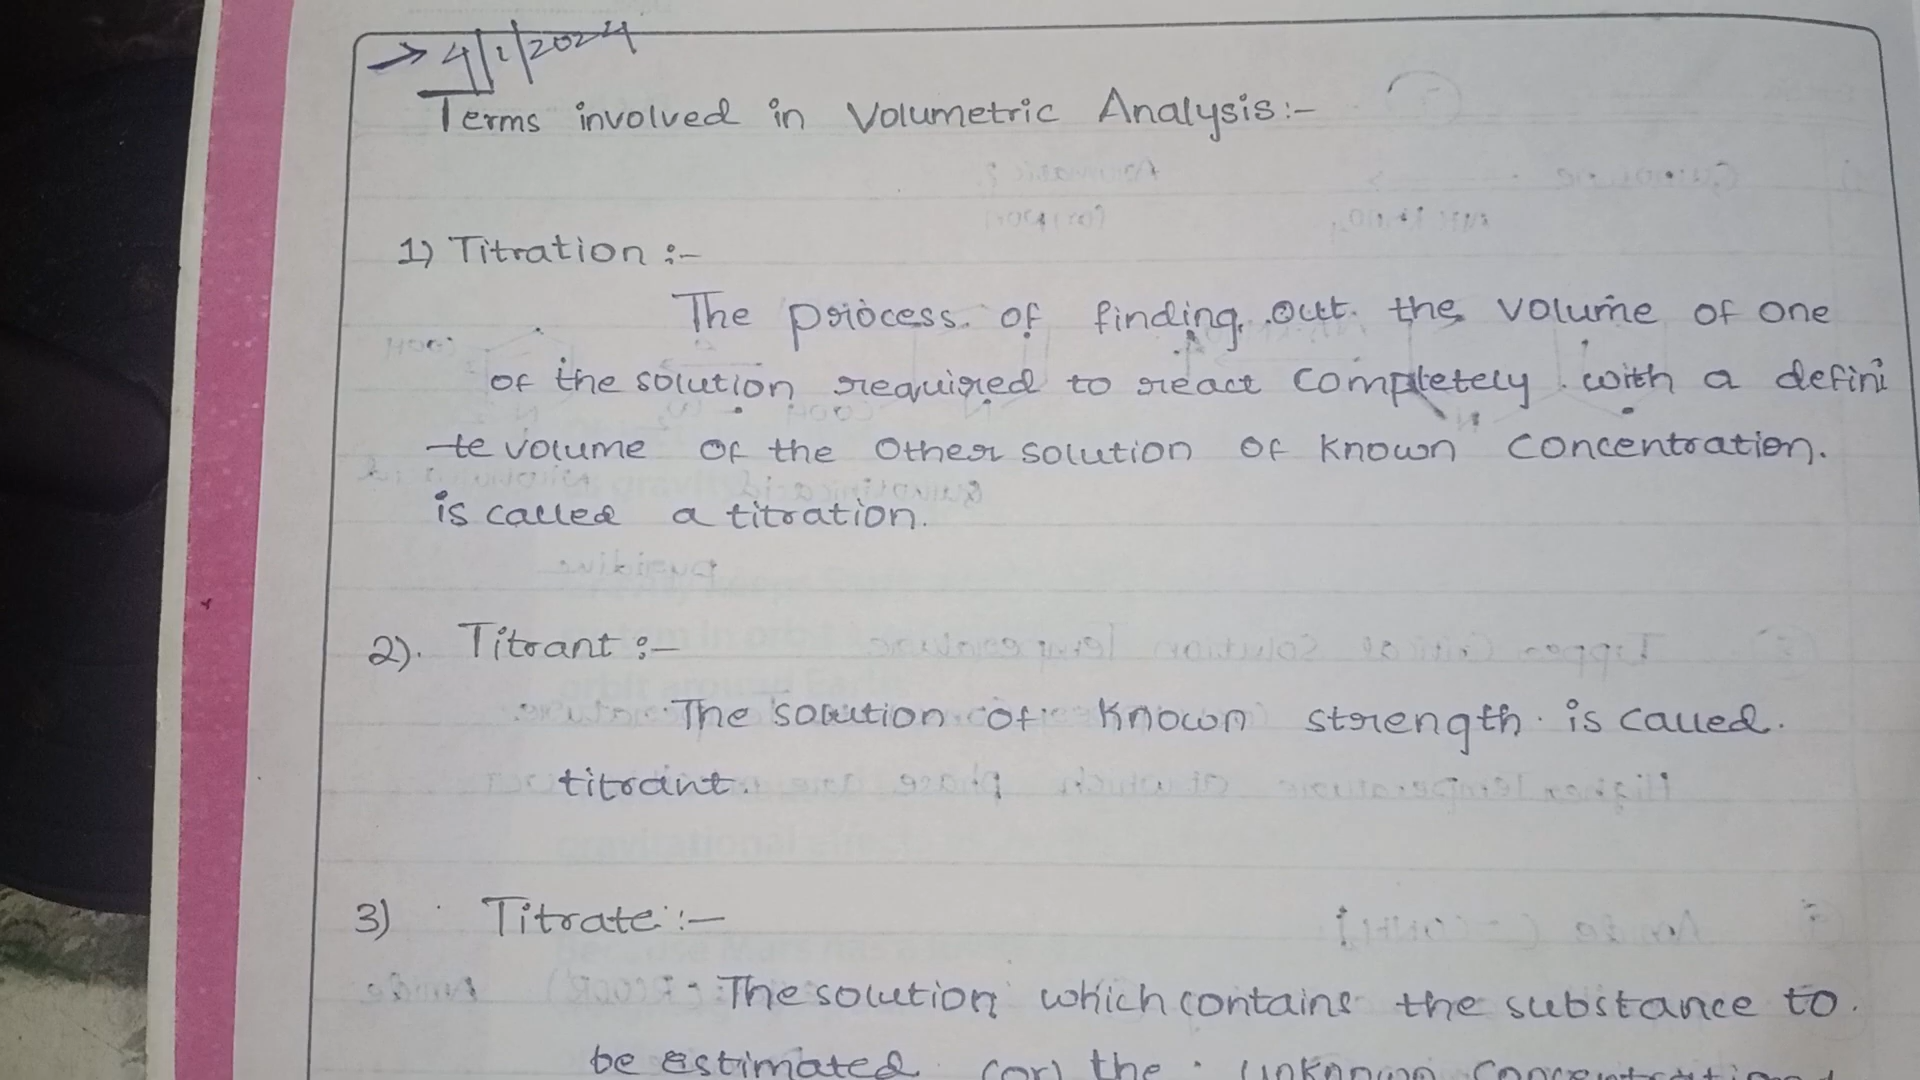 → 4/1/2024
Terms involved in Volumetric Analysis:-
1) Titration :-
The process of finding out the volume of one
of the solution required to react completely with a defini
-te volume of the other solution of known concentration.
is called a titration.
2). Titrant :-
The solution of known strength is called.
titrant.
3) Titrate :-
The solution which contains the substance to.
be estimated (or) the unknown concentration